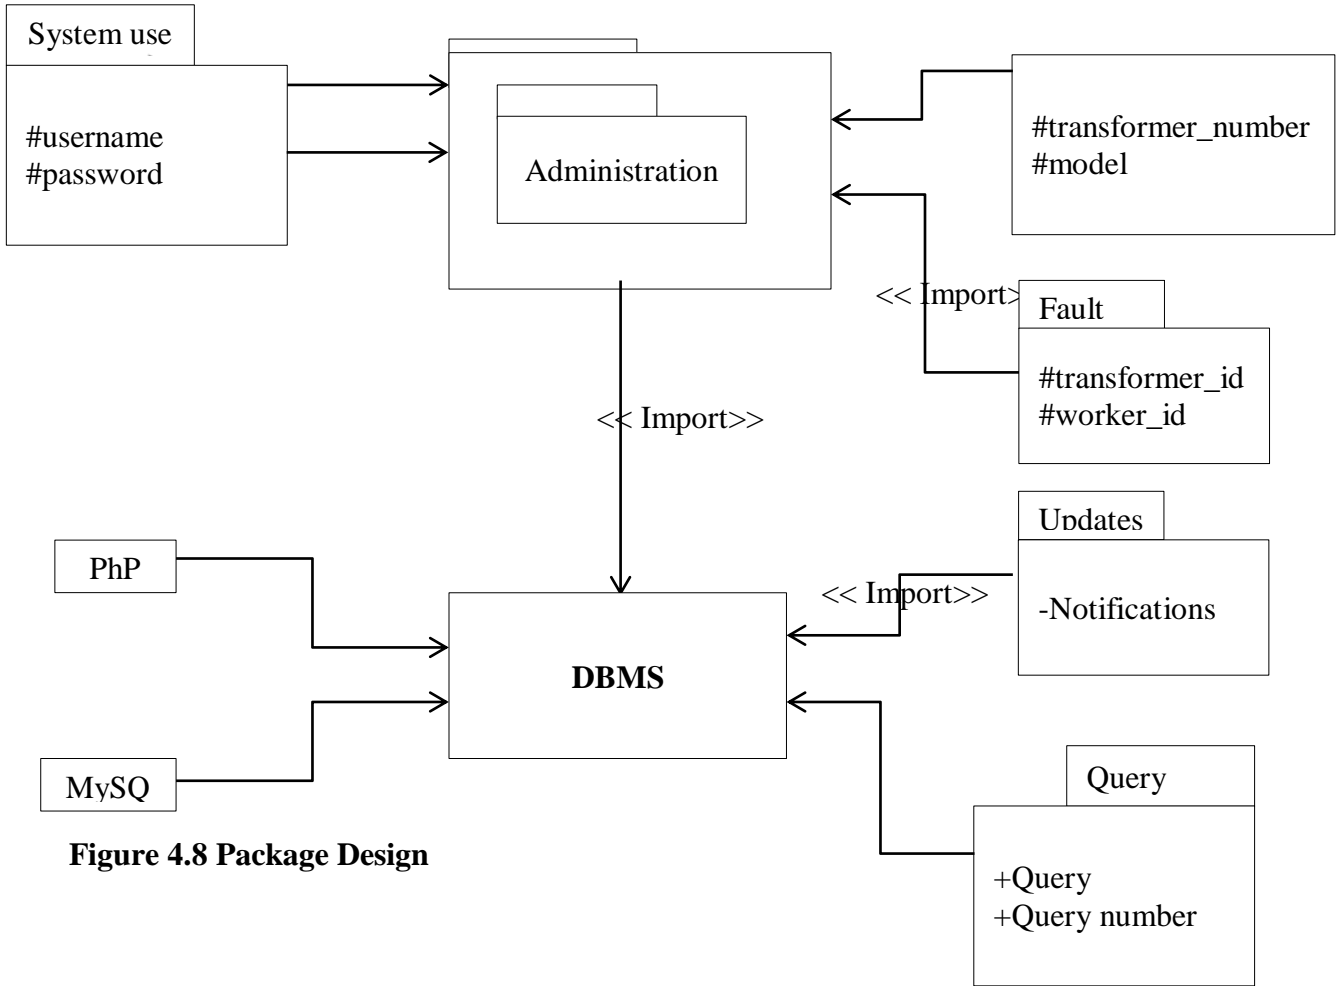 System use
#username
#password
Administration
#transformer_number
#model
<< Import>
Fault
#transformer_id
#worker_id
<< Import>>
Updates
-Notifications
<< Import>>
PhP
DBMS
MySQ
Query
+Query
+Query number
Figure 4.8 Package Design